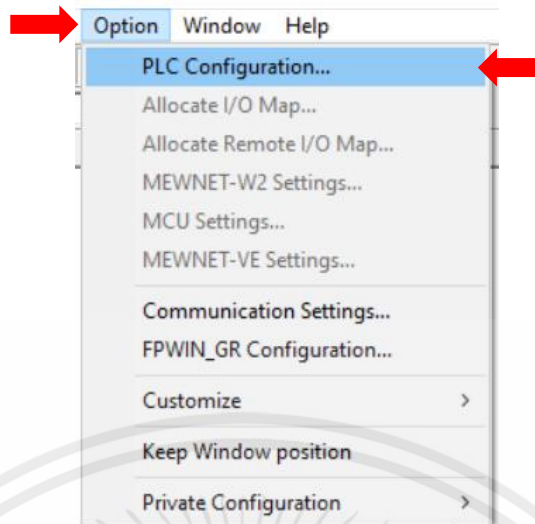 Option Window Help
PLC Configuration...
Allocate I/O Map...
Allocate Remote I/O Map...
MEWNET-W2 Settings...
MCU Settings...
MEWNET-VE Settings...
Communication Settings...
FPWIN_GR Configuration...
Customize
Keep Window position
Private Configuration